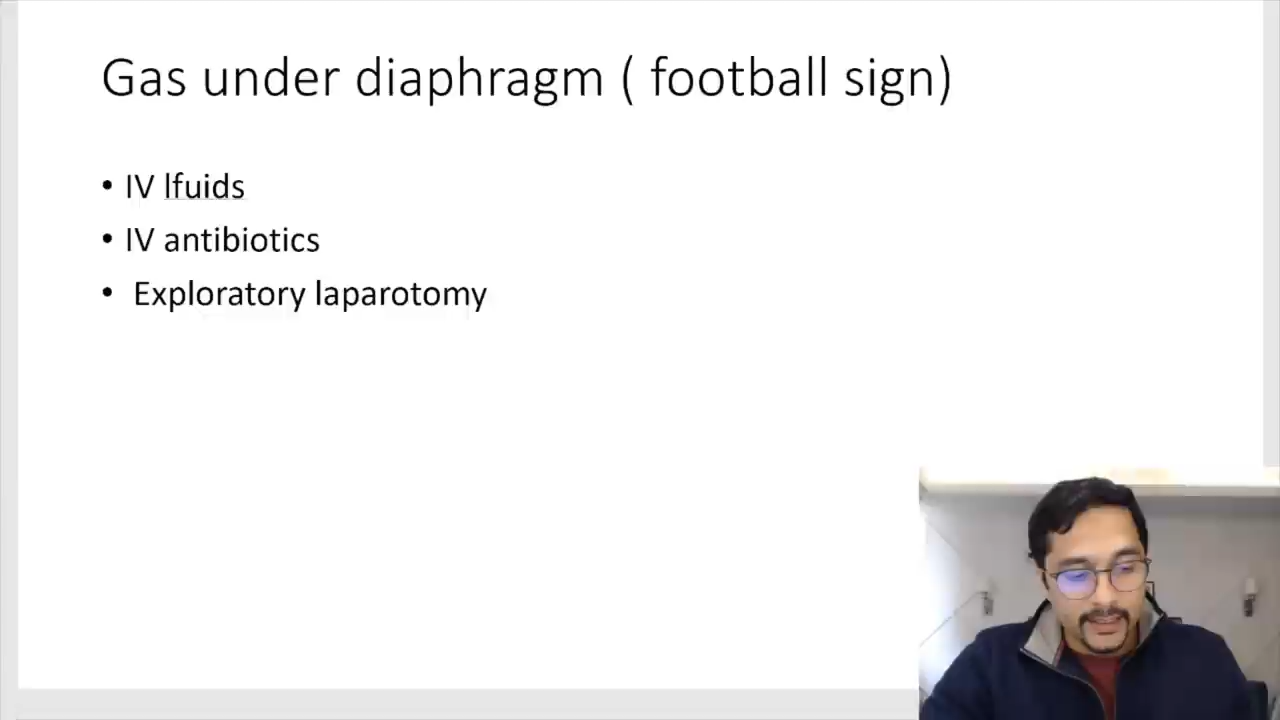 Gas under diaphragm ( football sign)
• IV lfuids
• IV antibiotics
• Exploratory laparotomy